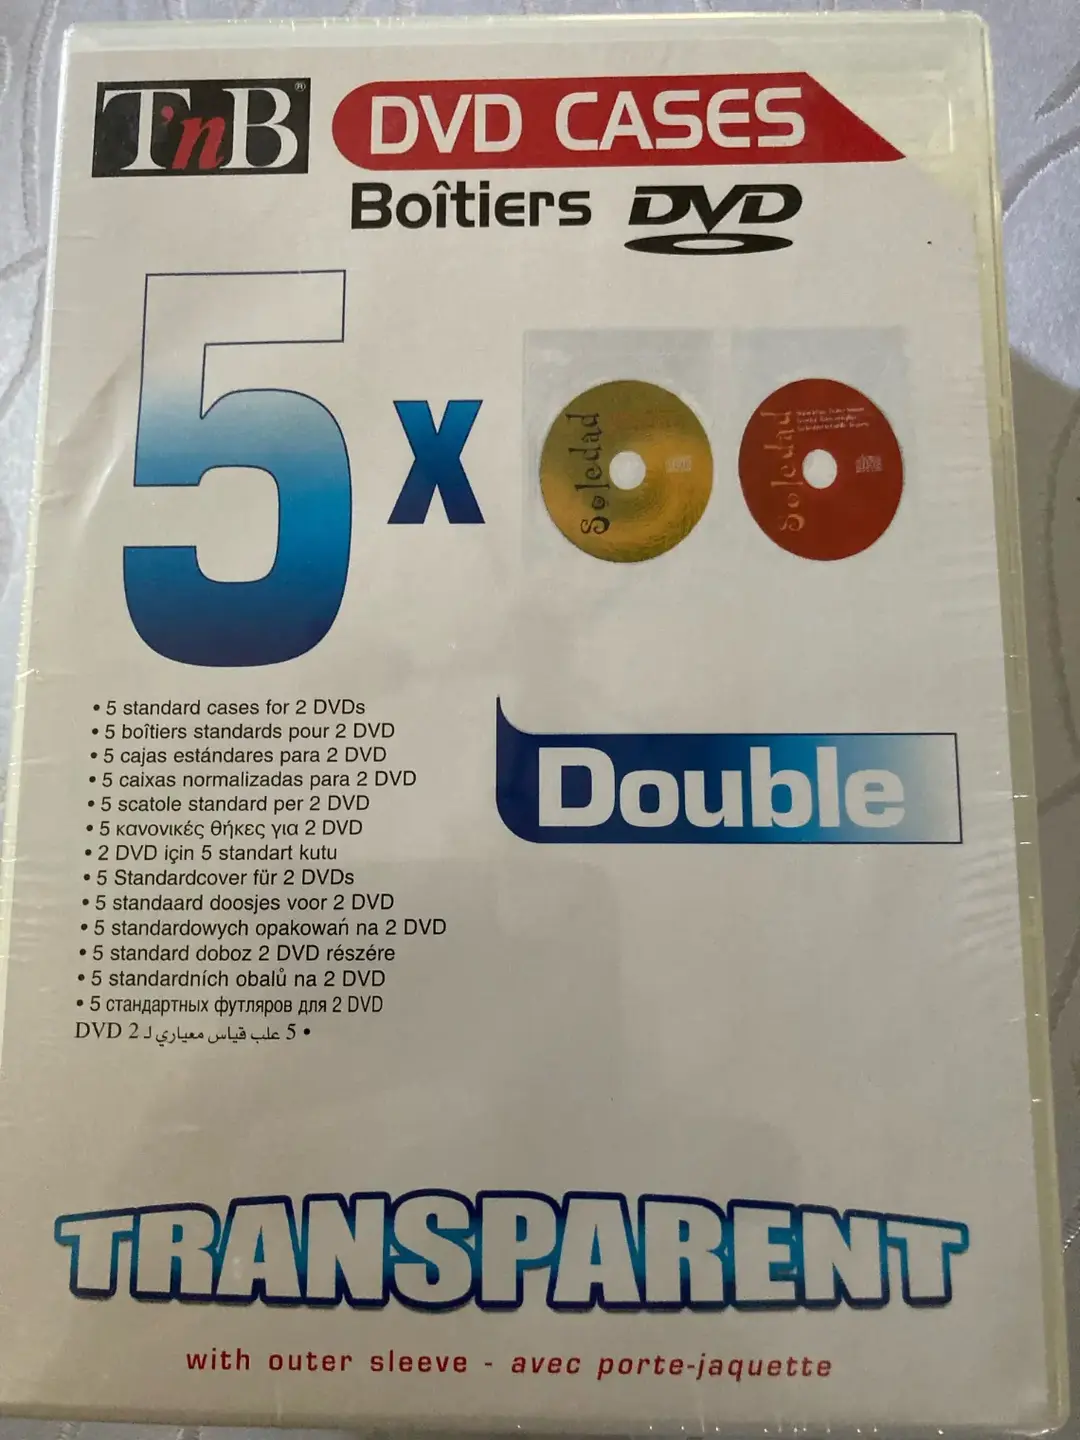 T'nB®
DVD CASES
Boîtiers DVD
5 x
Soledad
Soledad
• 5 standard cases for 2 DVDs
• 5 boîtiers standards pour 2 DVD
• 5 cajas estándares para 2 DVD
• 5 caixas normalizadas para 2 DVD
• 5 scatole standard per 2 DVD
• 5 κανονικές θήκες για 2 DVD
• 2 DVD için 5 standart kutu
• 5 Standardcover für 2 DVDs
• 5 standaard doosjes voor 2 DVD
• 5 standardowych opakowań na 2 DVD
• 5 standard doboz 2 DVD részére
• 5 standardních obalů na 2 DVD
• 5 стандартных футляров для 2 DVD
• 5 علب قياس معياري لـ 2 DVD
Double
TRANSPARENT
with outer sleeve - avec porte-jaquette